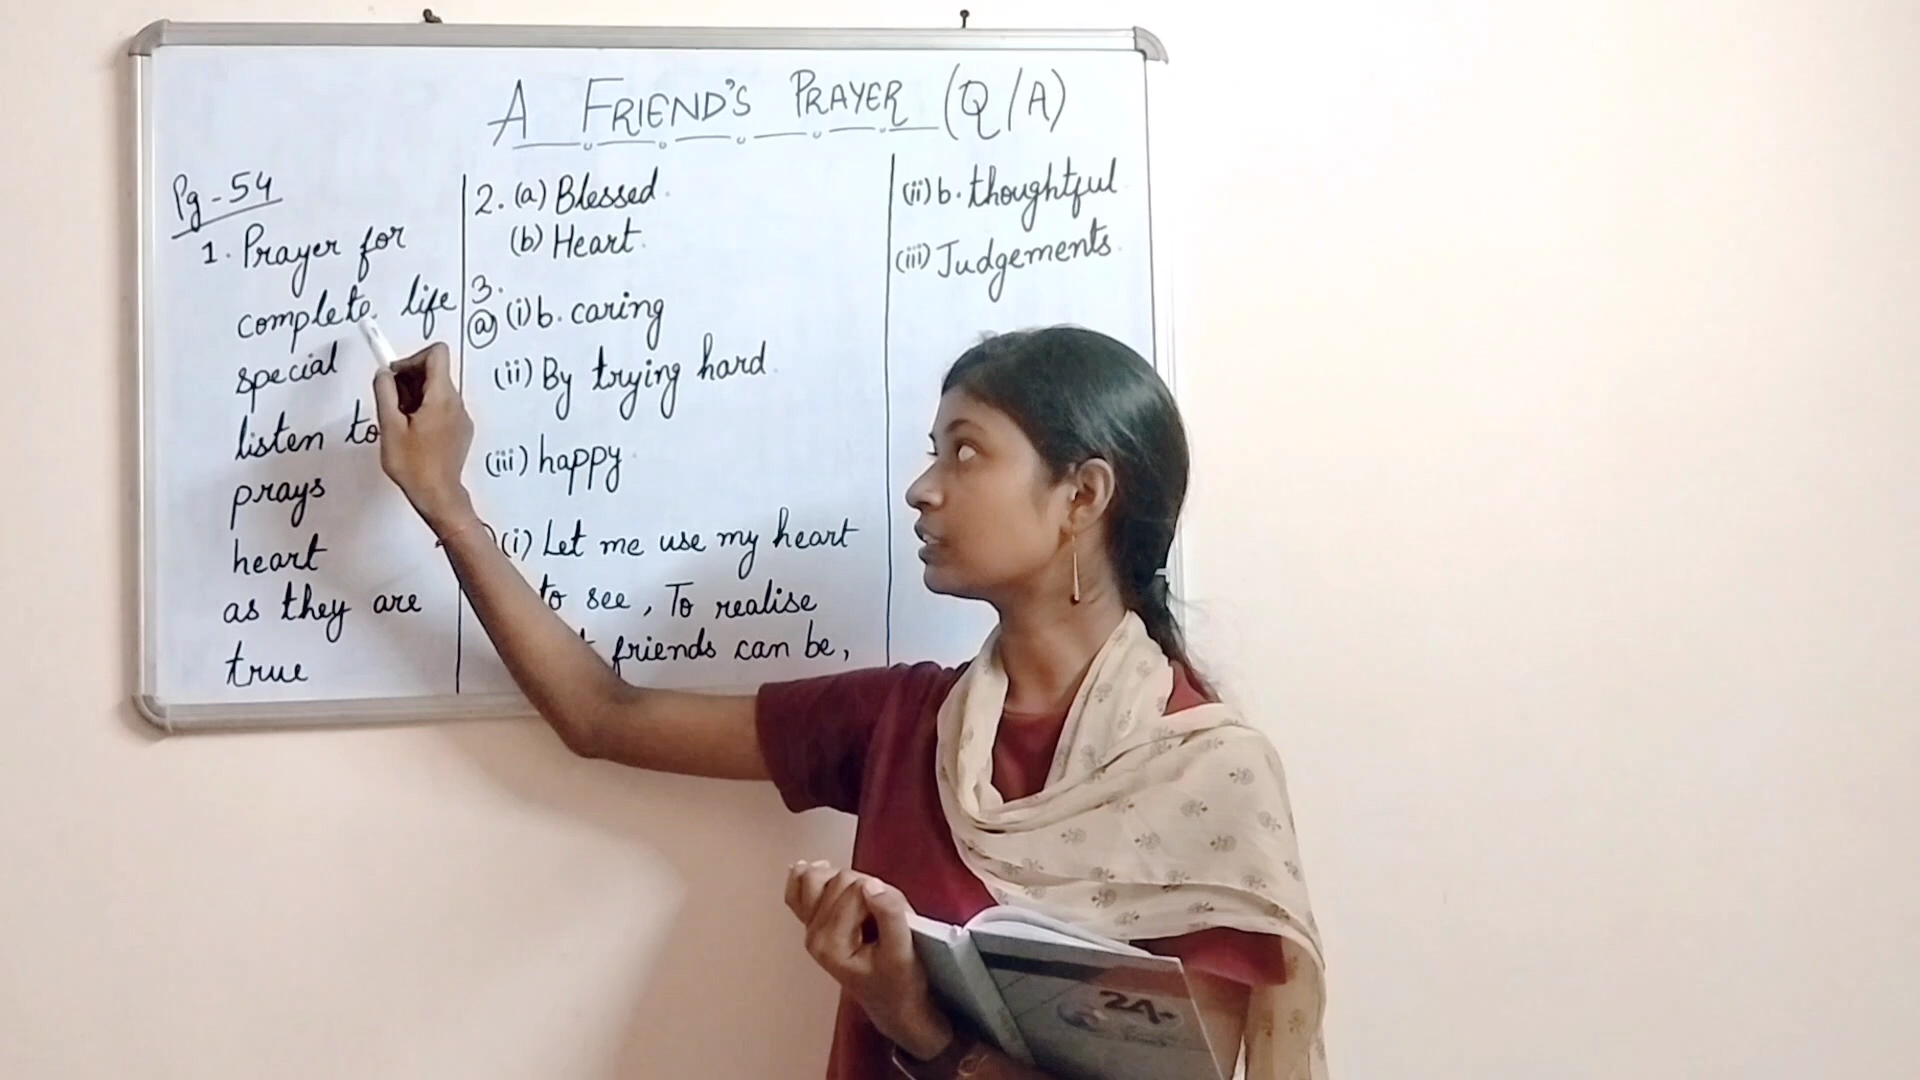 A FRIEND'S PRAYER (Q/A)
Pg-54
1. Prayer for
complete life
special
listen to
prays
heart
as they are
true
2. (a) Blessed.
(b) Heart.
3.
(a) (i) b. caring
(ii) By trying hard.
(iii) happy.
(i) Let me use my heart
to see, To realise
friends can be,
(ii) b. thoughtful.
(iii) Judgements.
24